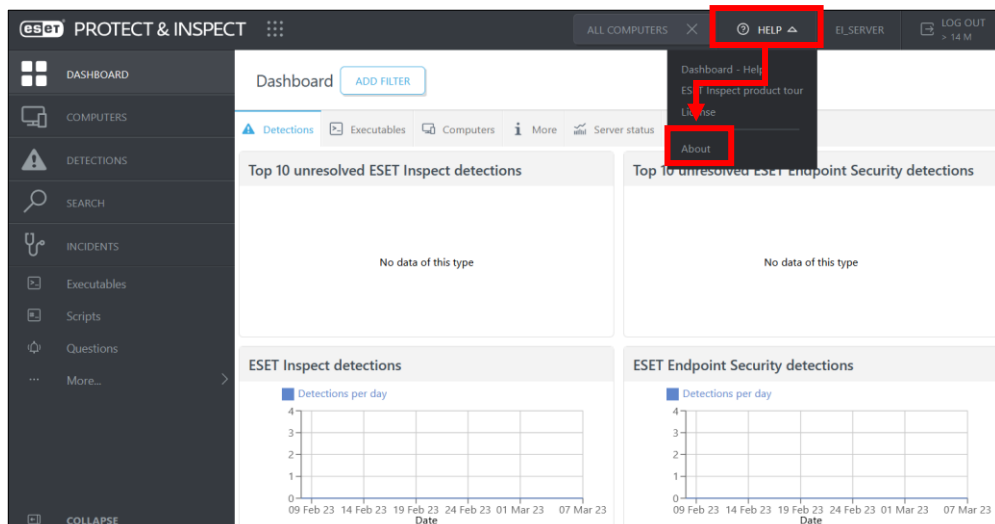 eset PROTECT & INSPECT
ALL COMPUTERS
HELP
EI_SERVER
LOG OUT
> 14 M
DASHBOARD
COMPUTERS
DETECTIONS
SEARCH
INCIDENTS
Executables
Scripts
Questions
More...
COLLAPSE
Dashboard
ADD FILTER
Dashboard - Help
ESET Inspect product tour
License
About
Detections
Executables
Computers
More
Server status
Top 10 unresolved ESET Inspect detections
No data of this type
Top 10 unresolved ESET Endpoint Security detections
No data of this type
ESET Inspect detections
Detections per day
4
3
2
1
0
09 Feb 23 14 Feb 23 19 Feb 23 24 Feb 23 01 Mar 23 07 Mar 23
Date
ESET Endpoint Security detections
Detections per day
4
3
2
1
0
09 Feb 23 14 Feb 23 19 Feb 23 24 Feb 23 01 Mar 23 07 Mar 23
Date